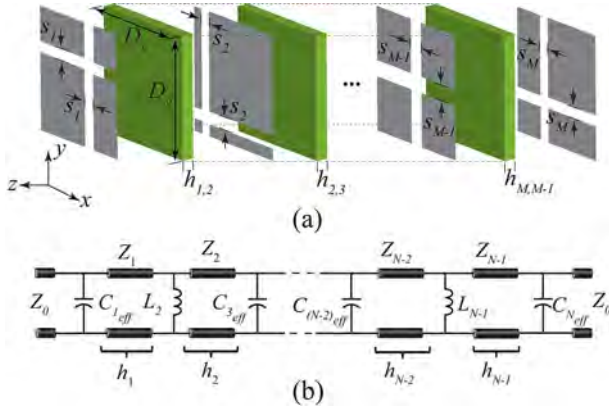 s1 Dx s2 sM-1 sM
Dy
s1 s2 ... sM-1 sM
y
z x h1,2 h2,3 hM,M-1
(a)
Z1 Z2 ZN-2 ZN-1
Z0 C1eff L2 C3eff C(N-2)eff LN-1 CNeff Z0
h1 h2 hN-2 hN-1
(b)